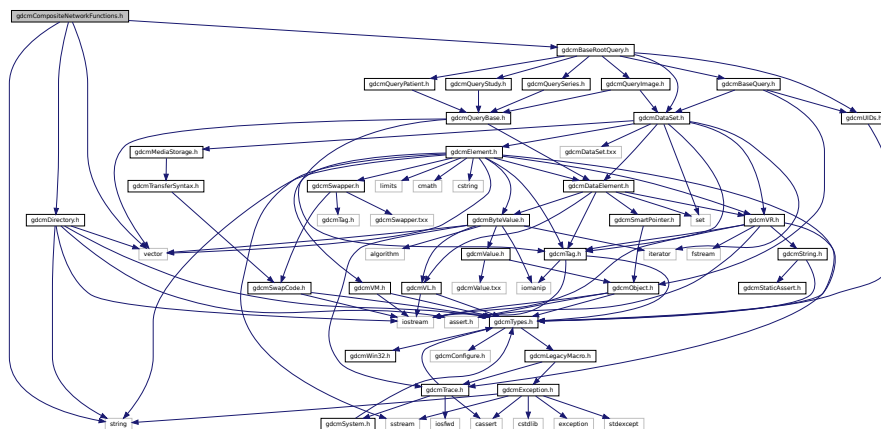 gdcmCompositeNetworkFunctions.h
gdcmBaseRootQuery.h
gdcmQueryPatient.h
gdcmQueryStudy.h
gdcmQuerySeries.h
gdcmQueryImage.h
gdcmBaseQuery.h
gdcmQueryBase.h
gdcmDataSet.h
gdcmUIDs.h
gdcmMediaStorage.h
gdcmElement.h
gdcmDataSet.txx
gdcmTransferSyntax.h
gdcmSwapper.h
limits
cmath
cstring
gdcmDataElement.h
gdcmDirectory.h
gdcmTag.h
gdcmSwapper.txx
gdcmByteValue.h
gdcmSmartPointer.h
set
gdcmVR.h
vector
algorithm
gdcmValue.h
gdcmTag.h
iterator
fstream
gdcmString.h
gdcmSwapCode.h
gdcmVM.h
gdcmVL.h
gdcmValue.txx
iomanip
gdcmObject.h
gdcmStaticAssert.h
iostream
assert.h
gdcmTypes.h
gdcmWin32.h
gdcmConfigure.h
gdcmLegacyMacro.h
gdcmTrace.h
gdcmException.h
string
gdcmSystem.h
sstream
iosfwd
cassert
cstdlib
exception
stdexcept